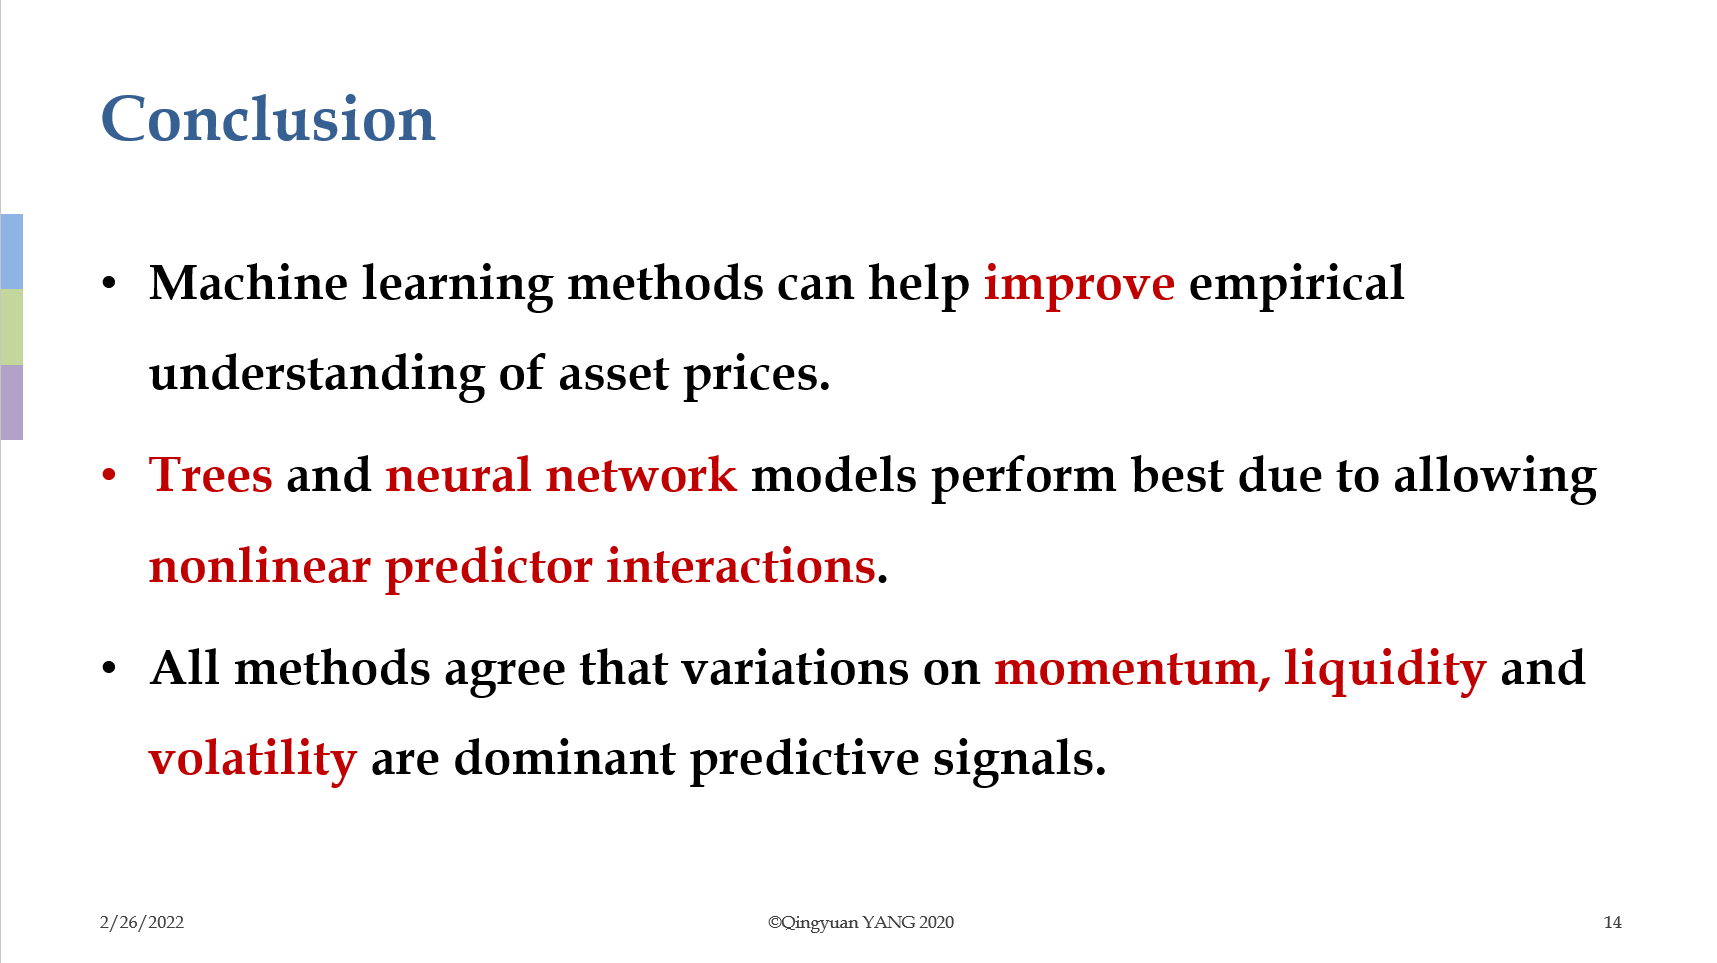 Conclusion
• Machine learning methods can help improve empirical
understanding of asset prices.
• Trees and neural network models perform best due to allowing
nonlinear predictor interactions.
• All methods agree that variations on momentum, liquidity and
volatility are dominant predictive signals.
2/26/2022
©Qingyuan YANG 2020
14